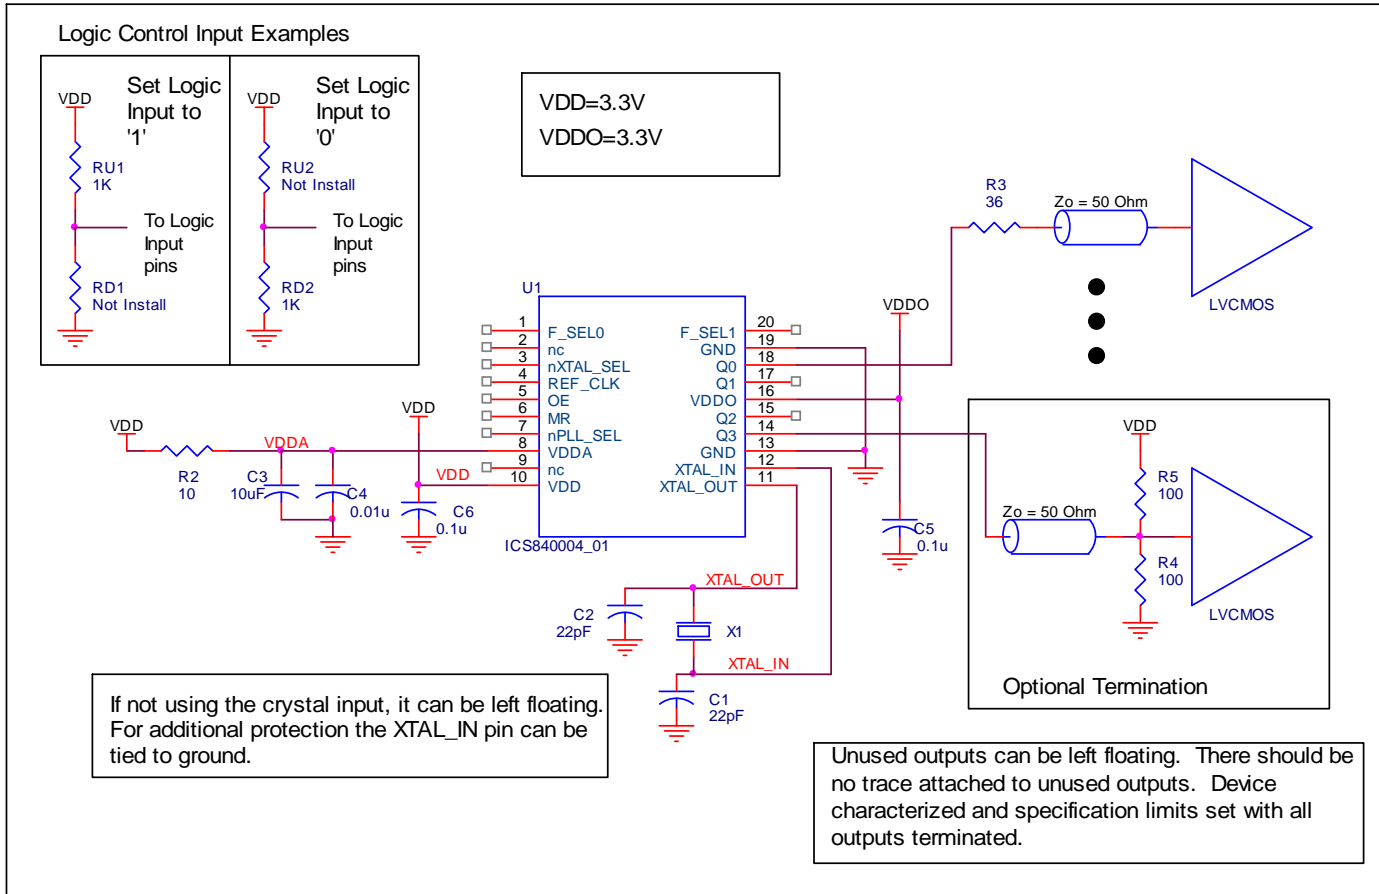 Logic Control Input Examples
Set Logic
Input to
'1'
VDD
RU1
1K
To Logic
Input
pins
RD1
Not Install
Set Logic
Input to
'0'
VDD
RU2
Not Install
To Logic
Input
pins
RD2
1K
VDD=3.3V
VDDO=3.3V
R3
36
Zo = 50 Ohm
LVCMOS
U1
1 F_SEL0
2 nc
3 nXTAL_SEL
4 REF_CLK
5 OE
6 MR
7 nPLL_SEL
8 VDDA
9 nc
10 VDD
F_SEL1 20
GND 19
Q0 18
Q1 17
VDDO 16
Q2 15
Q3 14
GND 13
XTAL_IN 12
XTAL_OUT 11
ICS840004_01
VDD
R2
10
VDDA
C3
10uF
C4
0.01u
VDD
VDD
C6
0.1u
VDDO
C5
0.1u
XTAL_OUT
C2
22pF
X1
XTAL_IN
C1
22pF
VDD
R5
100
Zo = 50 Ohm
R4
100
LVCMOS
Optional Termination
If not using the crystal input, it can be left floating.
For additional protection the XTAL_IN pin can be
tied to ground.
Unused outputs can be left floating. There should be
no trace attached to unused outputs. Device
characterized and specification limits set with all
outputs terminated.